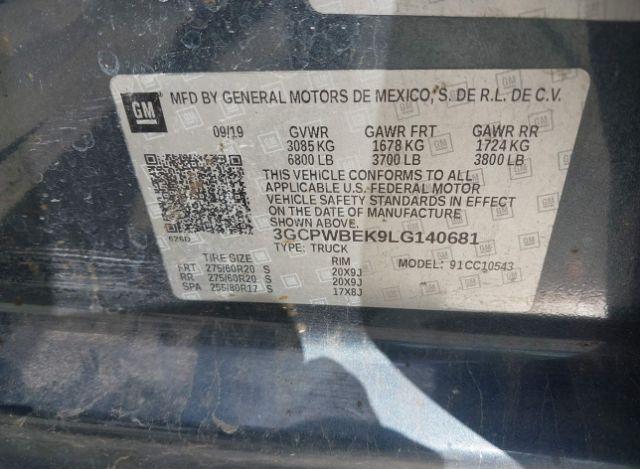 GM
MFD BY GENERAL MOTORS DE MEXICO, S. DE R.L. DE C.V.
09/19 GVWR GAWR FRT GAWR RR
3085 KG 1678 KG 1724 KG
6800 LB 3700 LB 3800 LB
THIS VEHICLE CONFORMS TO ALL
APPLICABLE U.S. FEDERAL MOTOR
VEHICLE SAFETY STANDARDS IN EFFECT
ON THE DATE OF MANUFACTURE
SHOWN ABOVE.
626D 3GCPWBEK9LG140681
TYPE: TRUCK MODEL: 91CC10543
TIRE SIZE RIM
FRT 275/60R20 S 20X9J
RR 275/60R20 S 20X9J
SPA 255/80R17 S 17X8J